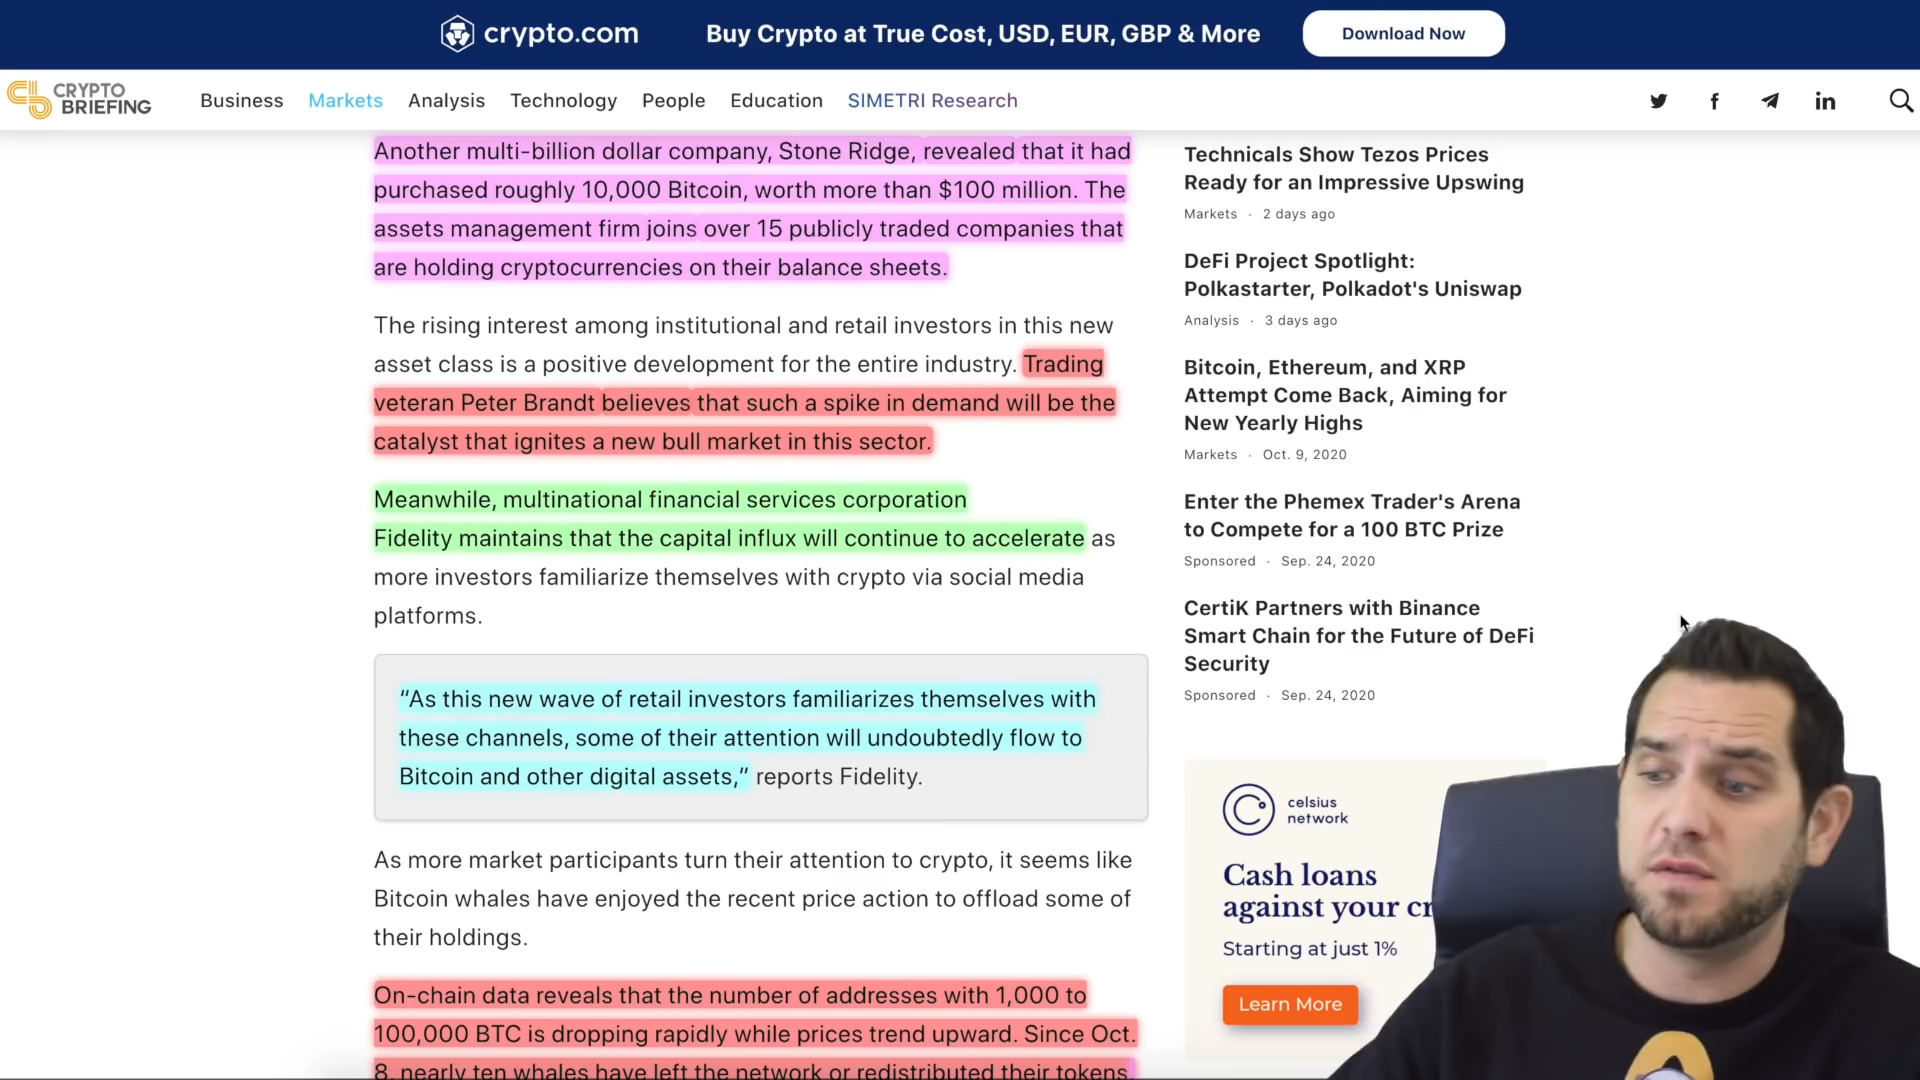 crypto.com
Buy Crypto at True Cost, USD, EUR, GBP & More
Download Now
CRYPTO
BRIEFING
Business
Markets
Analysis
Technology
People
Education
SIMETRI Research
Another multi-billion dollar company, Stone Ridge, revealed that it had
purchased roughly 10,000 Bitcoin, worth more than $100 million. The
assets management firm joins over 15 publicly traded companies that
are holding cryptocurrencies on their balance sheets.
The rising interest among institutional and retail investors in this new
asset class is a positive development for the entire industry. Trading
veteran Peter Brandt believes that such a spike in demand will be the
catalyst that ignites a new bull market in this sector.
Meanwhile, multinational financial services corporation
Fidelity maintains that the capital influx will continue to accelerate as
more investors familiarize themselves with crypto via social media
platforms.
“As this new wave of retail investors familiarizes themselves with
these channels, some of their attention will undoubtedly flow to
Bitcoin and other digital assets,” reports Fidelity.
As more market participants turn their attention to crypto, it seems like
Bitcoin whales have enjoyed the recent price action to offload some of
their holdings.
On-chain data reveals that the number of addresses with 1,000 to
100,000 BTC is dropping rapidly while prices trend upward. Since Oct.
8, nearly ten whales have left the network or redistributed their tokens.
Technicals Show Tezos Prices
Ready for an Impressive Upswing
Markets · 2 days ago
DeFi Project Spotlight:
Polkastarter, Polkadot's Uniswap
Analysis · 3 days ago
Bitcoin, Ethereum, and XRP
Attempt Come Back, Aiming for
New Yearly Highs
Markets · Oct. 9, 2020
Enter the Phemex Trader's Arena
to Compete for a 100 BTC Prize
Sponsored · Sep. 24, 2020
CertiK Partners with Binance
Smart Chain for the Future of DeFi
Security
Sponsored · Sep. 24, 2020
celsius
network
Cash loans
against your cr
Starting at just 1%
Learn More